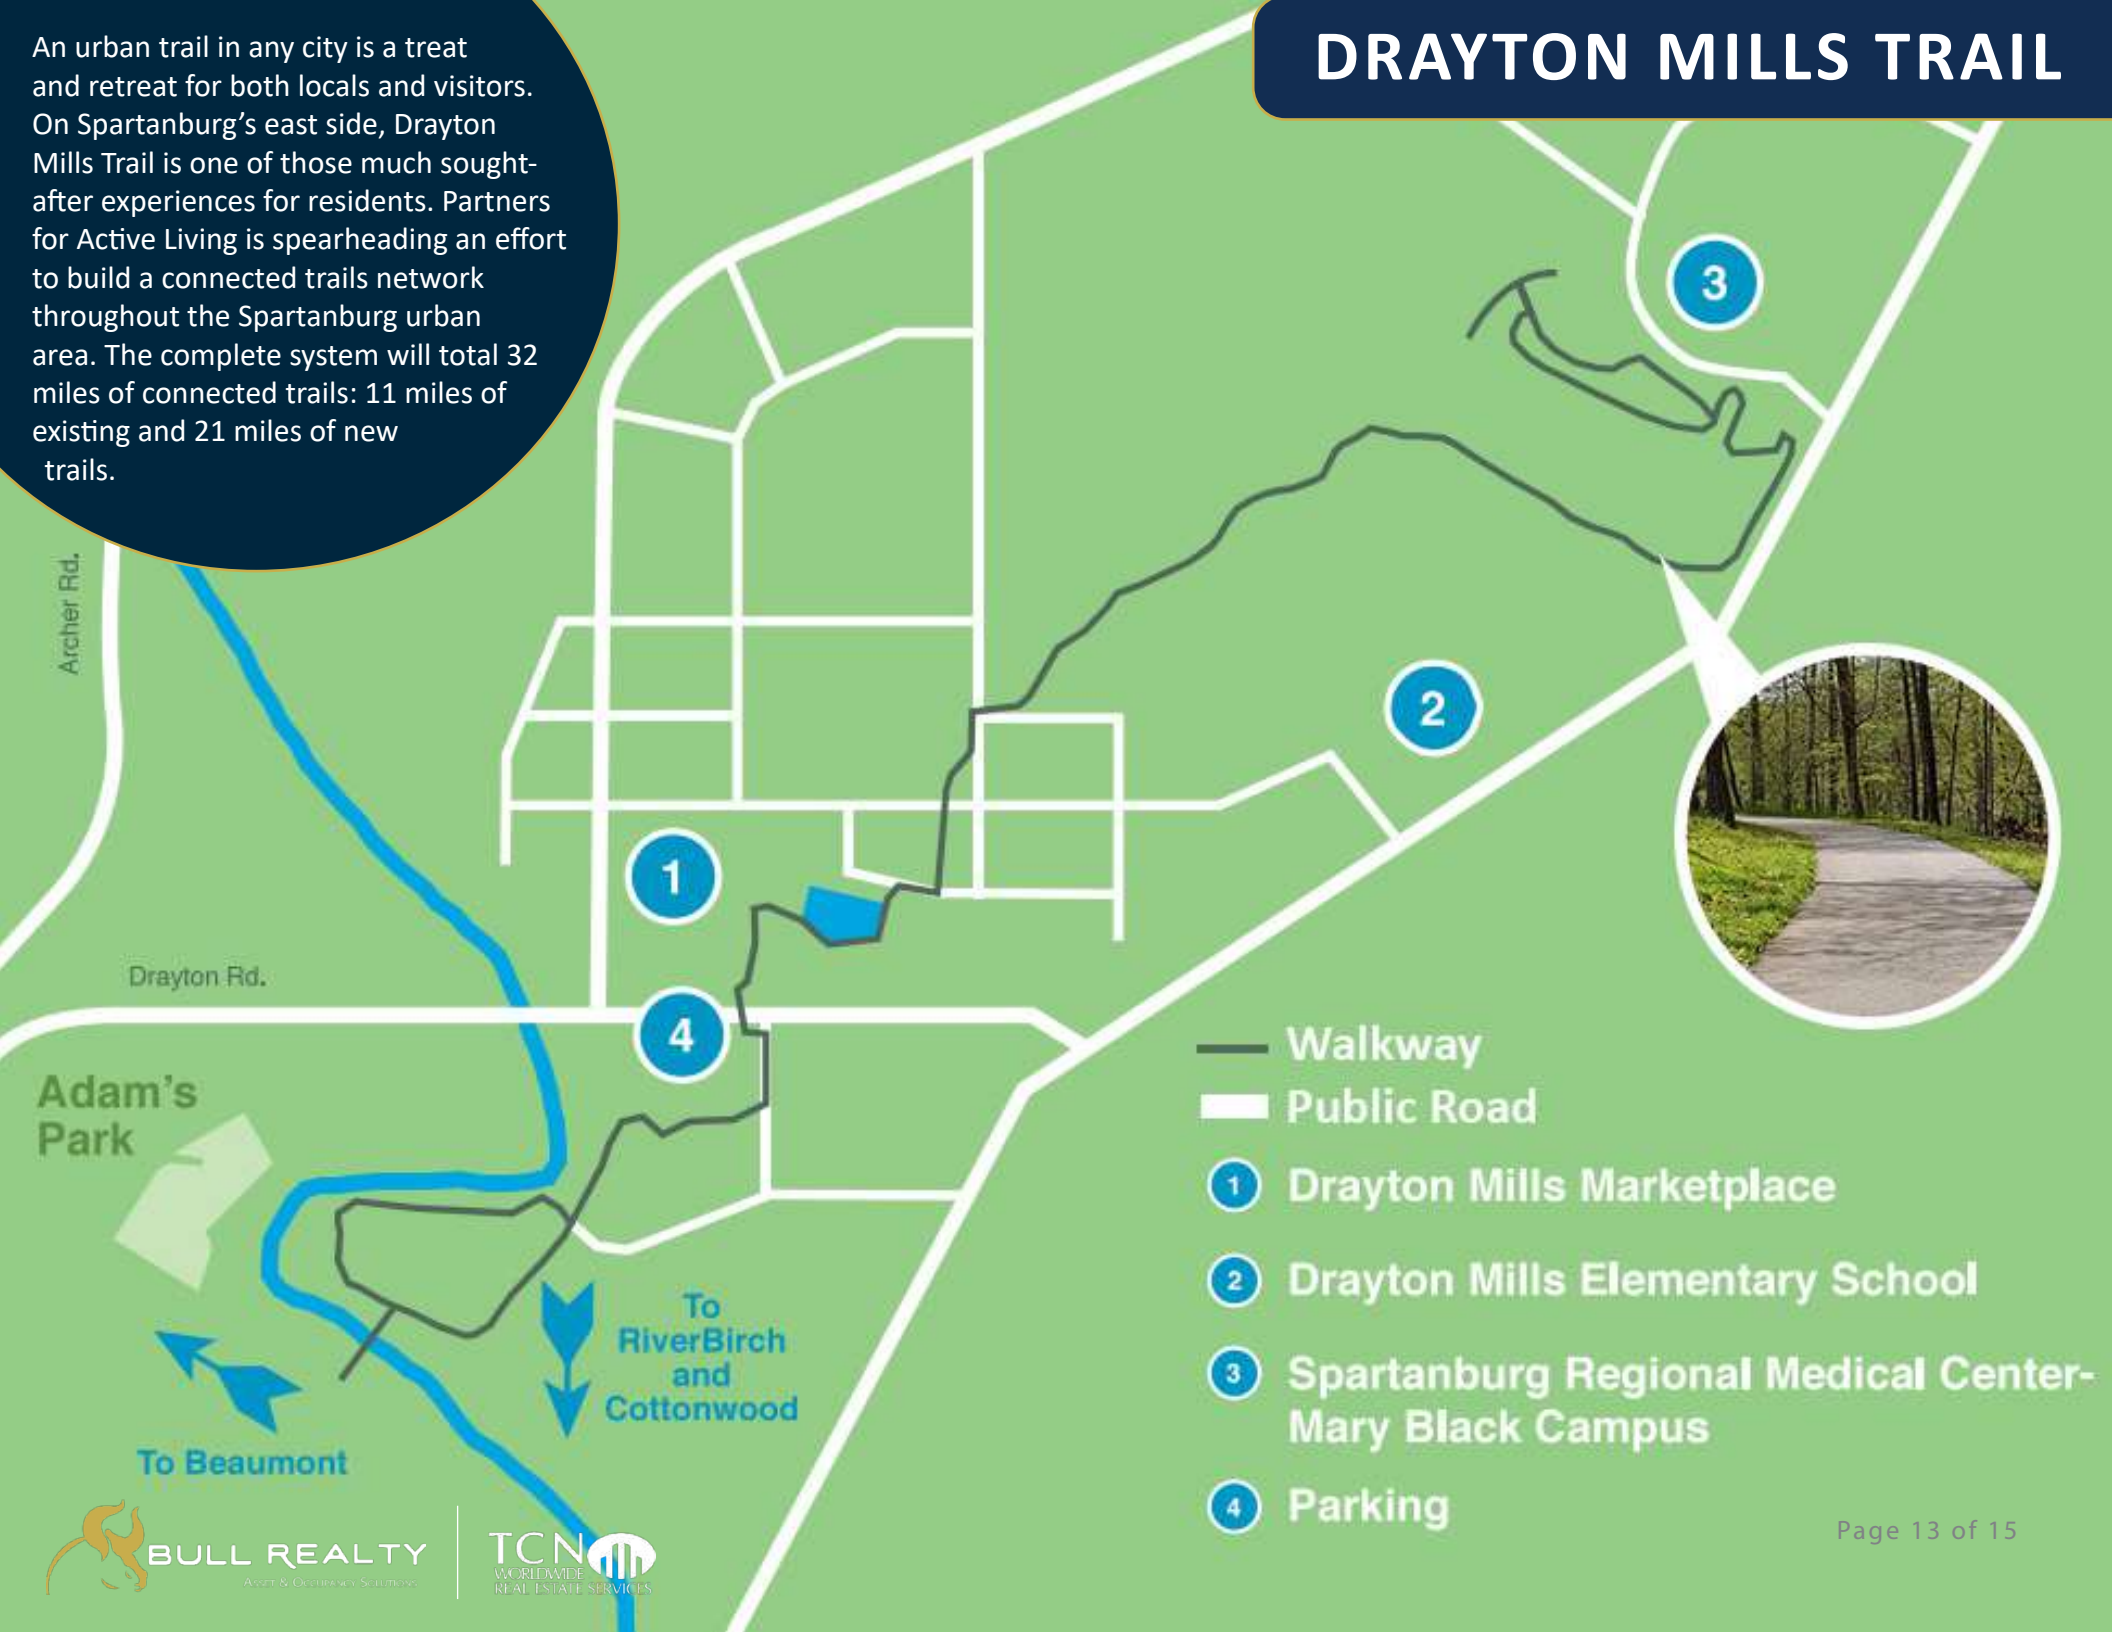 DRAYTON MILLS TRAIL
An urban trail in any city is a treat
and retreat for both locals and visitors.
On Spartanburg’s east side, Drayton
Mills Trail is one of those much sought-
after experiences for residents. Partners
for Active Living is spearheading an effort
to build a connected trails network
throughout the Spartanburg urban
area. The complete system will total 32
miles of connected trails: 11 miles of
existing and 21 miles of new
trails.
3
Archer Rd.
2
1
Drayton Rd.
4
Adam's
Park
Walkway
Public Road
1 Drayton Mills Marketplace
2 Drayton Mills Elementary School
3 Spartanburg Regional Medical Center-
Mary Black Campus
4 Parking
To
RiverBirch
and
Cottonwood
To Beaumont
BULL REALTY
ASSET & OCCUPANCY SOLUTIONS
TCN
WORLDWIDE
REAL ESTATE SERVICES
Page 13 of 15